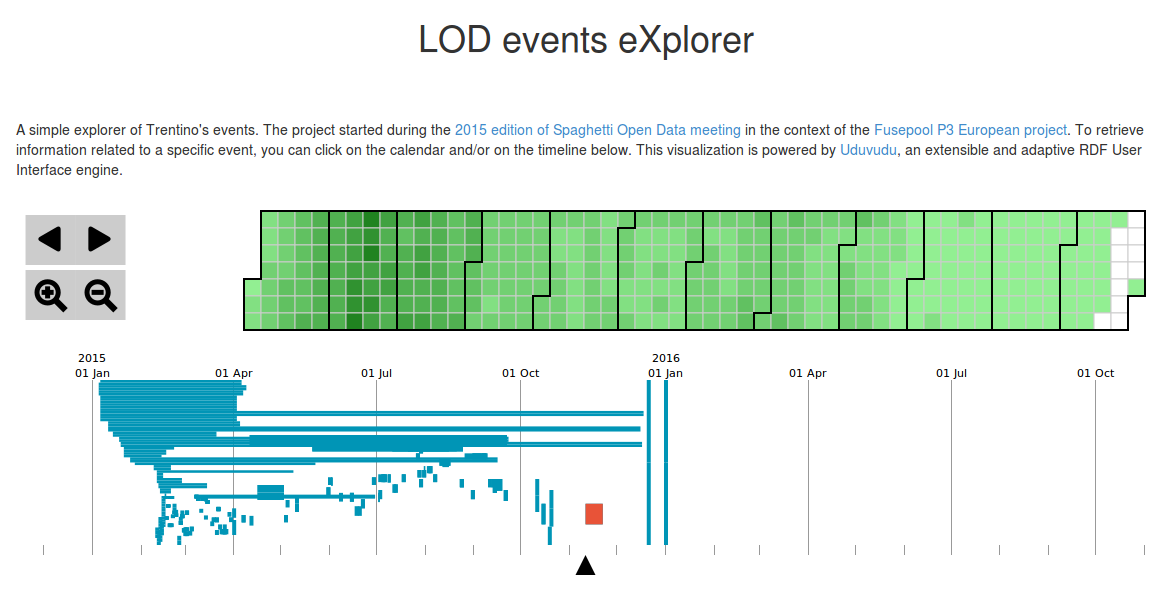 LOD events eXplorer
A simple explorer of Trentino's events. The project started during the 2015 edition of Spaghetti Open Data meeting in the context of the Fusepool P3 European project. To retrieve
information related to a specific event, you can click on the calendar and/or on the timeline below. This visualization is powered by Uduvudu, an extensible and adaptive RDF User
Interface engine.
2015 2016
01 Jan 01 Apr 01 Jul 01 Oct 01 Jan 01 Apr 01 Jul 01 Oct